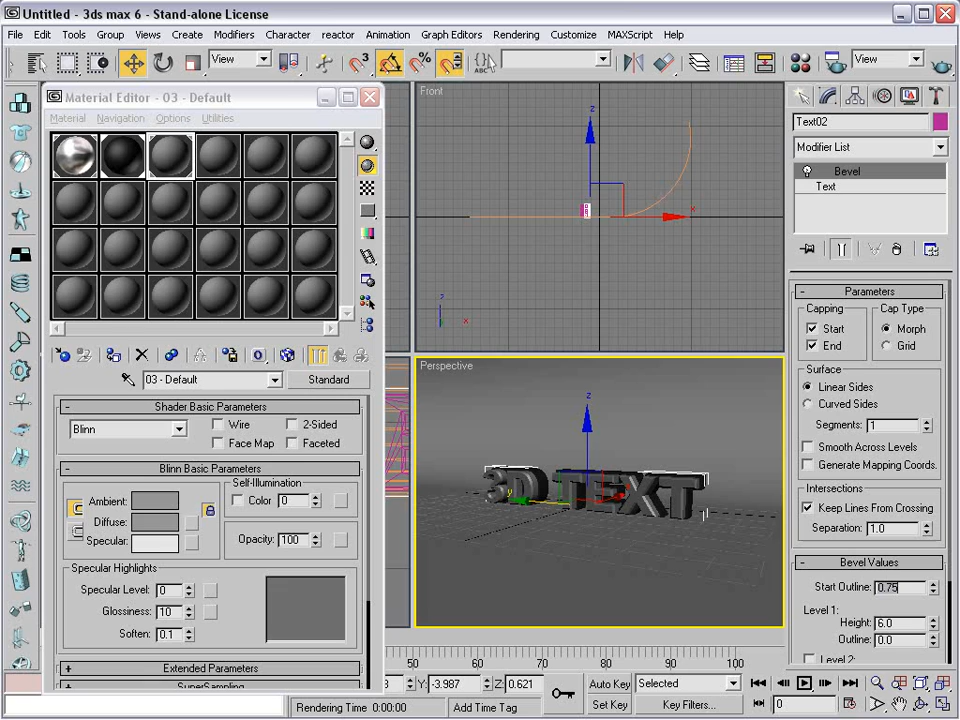 Untitled - 3ds max 6 - Stand-alone License
File Edit Tools Group Views Create Modifiers Character reactor Animation Graph Editors Rendering Customize MAXScript Help
View
ABC
View
Material Editor - 03 - Default
Material Navigation Options Utilities
03 - Default
Standard
Shader Basic Parameters
Blinn
Wire
2-Sided
Face Map
Faceted
Blinn Basic Parameters
Ambient:
Diffuse:
Specular:
Self-Illumination
Color 0
Opacity: 100
Specular Highlights
Specular Level: 0
Glossiness: 10
Soften: 0.1
Extended Parameters
SuperSampling
Front
z
x
z
x
Perspective
z
y
3D TEXT
Text02
Modifier List
Bevel
Text
Parameters
Capping
Start
End
Cap Type
Morph
Grid
Surface
Linear Sides
Curved Sides
Segments: 1
Smooth Across Levels
Generate Mapping Coords.
Intersections
Keep Lines From Crossing
Separation: 1.0
Bevel Values
Start Outline: 0.75
Level 1:
Height: 6.0
Outline: 0.0
Level 2:
50 60 70 80 90 100
Y: -3.987 Z: 0.621
Auto Key Selected
Set Key Key Filters...
0
Rendering Time 0:00:00 Add Time Tag